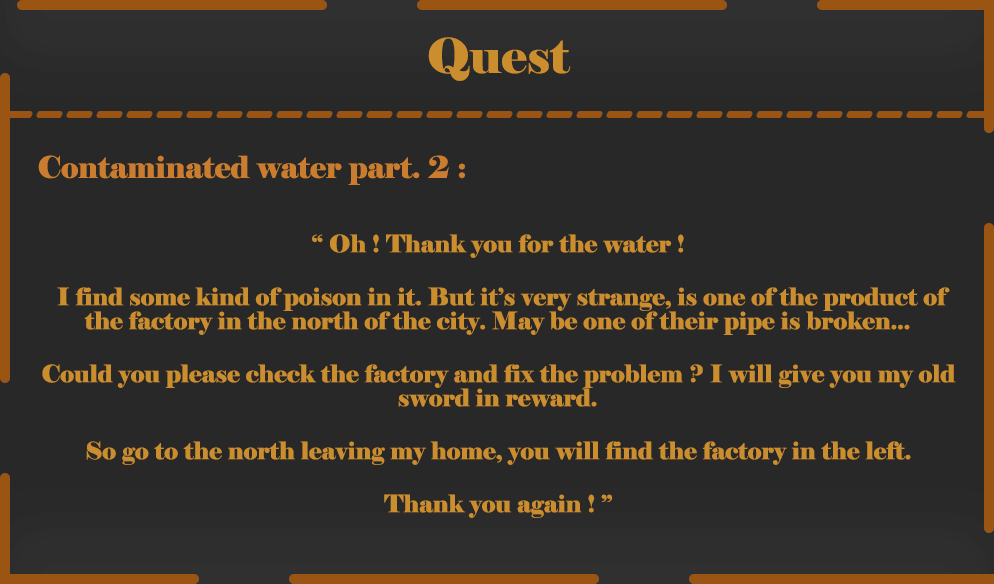 Quest
Contaminated water part. 2 :
“ Oh ! Thank you for the water !
I find some kind of poison in it. But it’s very strange, is one of the product of
the factory in the north of the city. May be one of their pipe is broken...
Could you please check the factory and fix the problem ? I will give you my old
sword in reward.
So go to the north leaving my home, you will find the factory in the left.
Thank you again ! ”